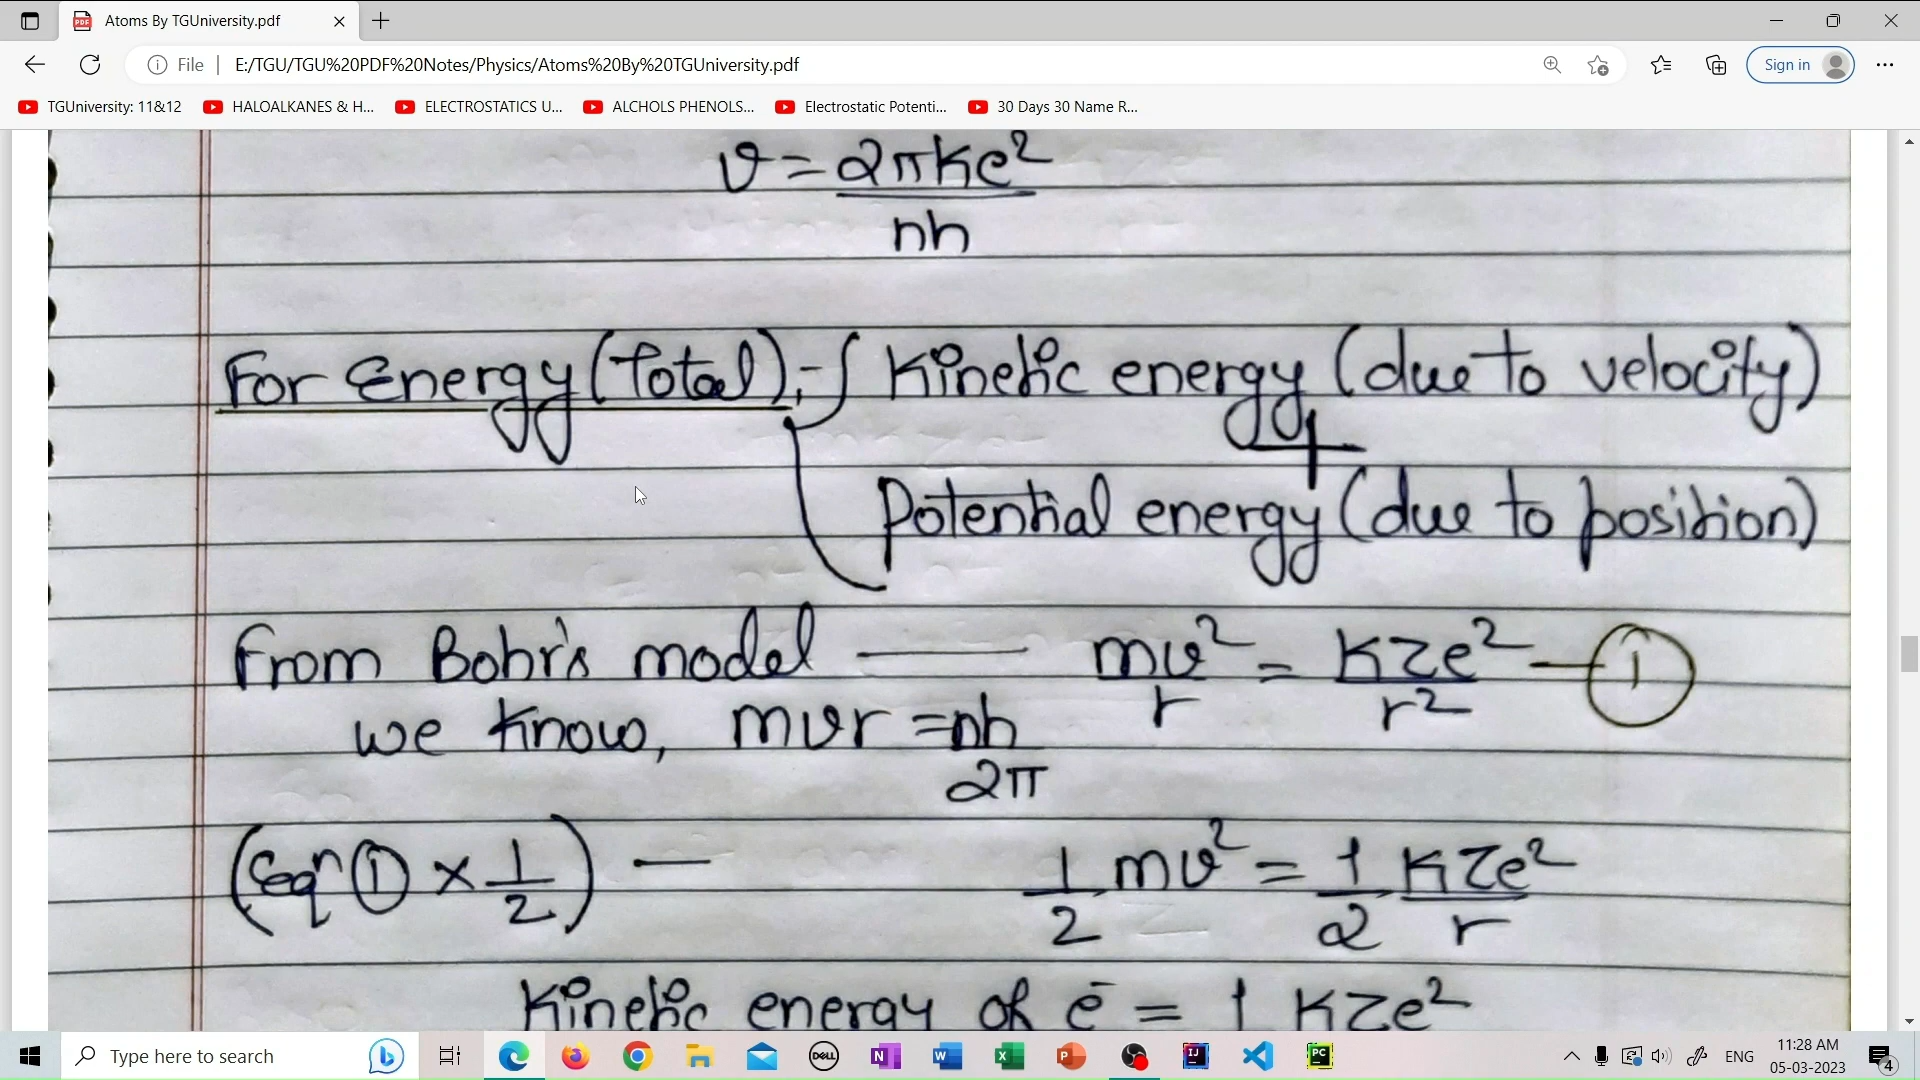 Atoms By TGUniversity.pdf
File | E:/TGU/TGU%20PDF%20Notes/Physics/Atoms%20By%20TGUniversity.pdf
Sign in
TGUniversity: 11&12 HALOALKANES & H... ELECTROSTATICS U... ALCHOLS PHENOLS... Electrostatic Potenti... 30 Days 30 Name R...
v = 2πKe²
nh
For Energy (Total) :- Kinetic energy (due to velocity)
+
Potential energy (due to position)
From Bohr's model — mv² = KZe² — ①
r r²
we know, mvr = nh
2π
(eqⁿ ① × 1/2) — 1/2 mv² = 1/2 KZe²
r
Kinetic energy of e⁻ = 1 KZe²
Type here to search
DELL
N W X P IJ PC
ENG
11:28 AM
05-03-2023
4